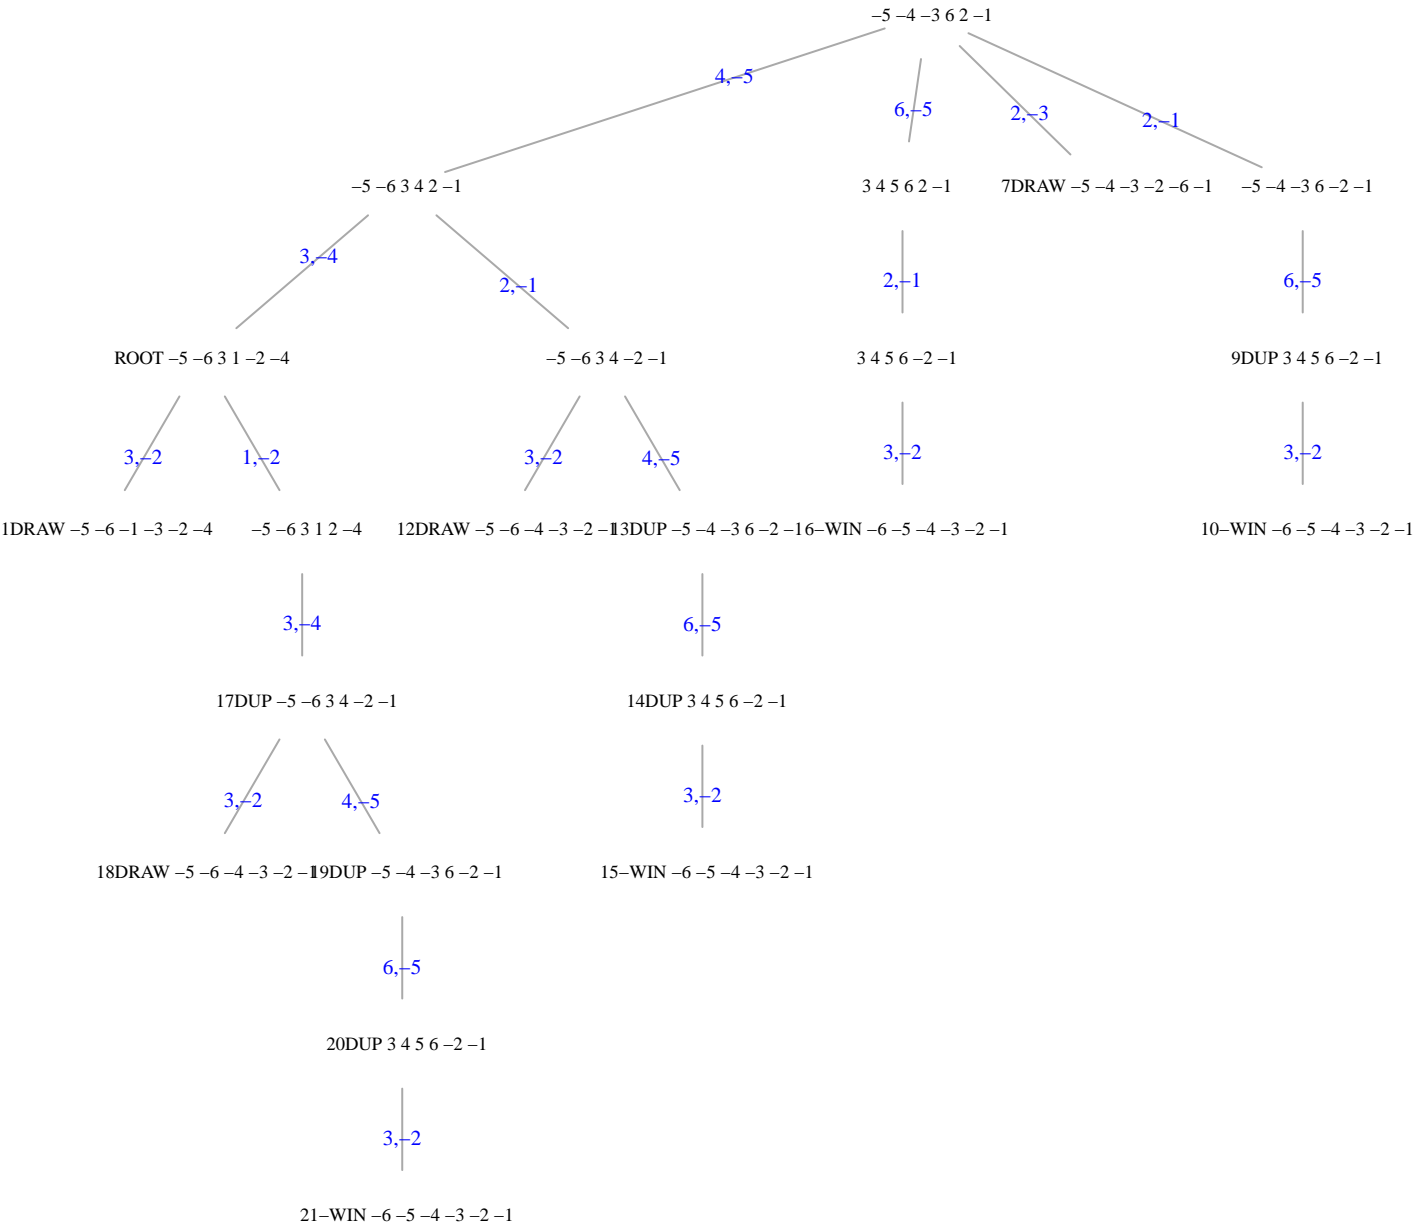 –5 –4 –3 6 2 –1
4,–5
6,–5
2,–3
2,–1
–5 –6 3 4 2 –1
3 4 5 6 2 –1
7DRAW –5 –4 –3 –2 –6 –1
–5 –4 –3 6 –2 –1
3,–4
2,–1
2,–1
6,–5
ROOT –5 –6 3 1 –2 –4
–5 –6 3 4 –2 –1
3 4 5 6 –2 –1
9DUP 3 4 5 6 –2 –1
3,–2
1,–2
3,–2
4,–5
3,–2
3,–2
1DRAW –5 –6 –1 –3 –2 –4
–5 –6 3 1 2 –4
12DRAW –5 –6 –4 –3 –2 –1
13DUP –5 –4 –3 6 –2 –1
6–WIN –6 –5 –4 –3 –2 –1
10–WIN –6 –5 –4 –3 –2 –1
3,–4
6,–5
17DUP –5 –6 3 4 –2 –1
14DUP 3 4 5 6 –2 –1
3,–2
4,–5
3,–2
18DRAW –5 –6 –4 –3 –2 –1
19DUP –5 –4 –3 6 –2 –1
15–WIN –6 –5 –4 –3 –2 –1
6,–5
20DUP 3 4 5 6 –2 –1
3,–2
21–WIN –6 –5 –4 –3 –2 –1